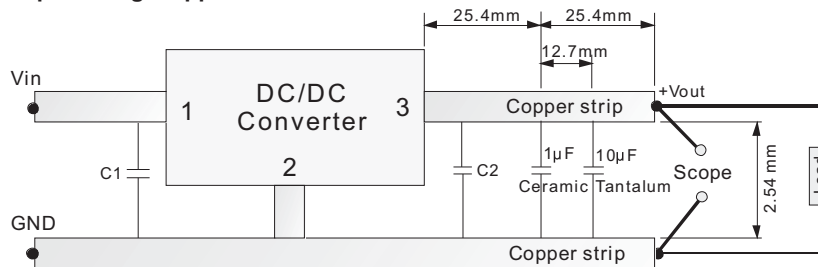 25.4mm 25.4mm
12.7mm
Vin
+Vout
DC/DC
Converter
1
3
2
Copper strip
C1
C2
1µF
Ceramic
10µF
Tantalum
Scope
2.54 mm
GND
Copper strip